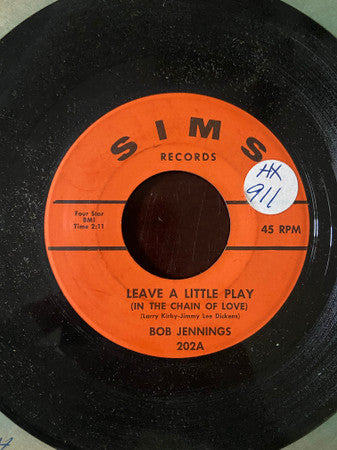 SIMS
RECORDS
HX
911
Four Star
BMI
Time 2:11
45 RPM
LEAVE A LITTLE PLAY
(IN THE CHAIN OF LOVE)
(Larry Kirby-Jimmy Lee Dickens)
BOB JENNINGS
202A